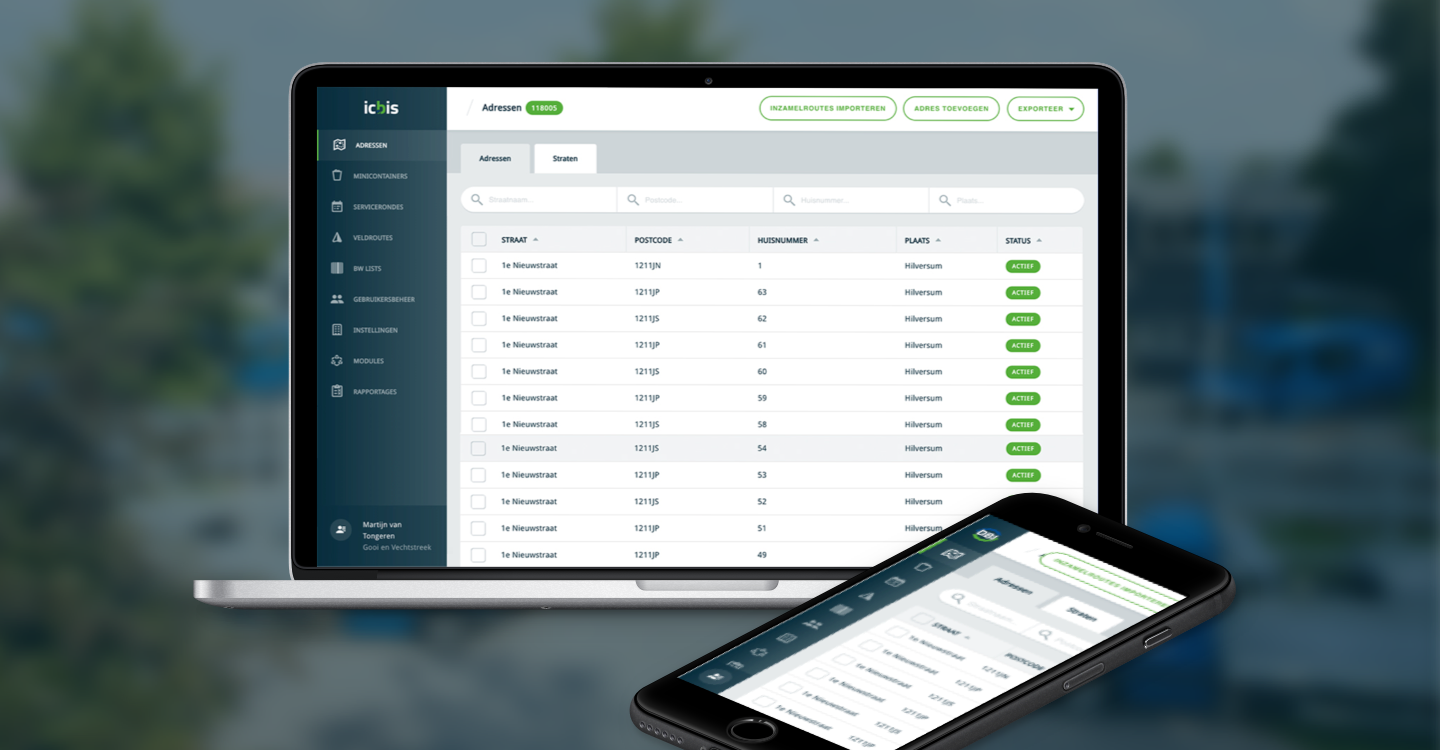 icbis
Adressen 118005
INZAMELROUTES IMPORTEREN
ADRES TOEVOEGEN
EXPORTEER
ADRESSEN
MINICONTAINERS
SERVICERONDES
VELDROUTES
BW LISTS
GEBRUIKERSBEHEER
INSTELLINGEN
MODULES
RAPPORTAGES
Martijn van
Tongeren
Gooi en Vechtstreek
Adressen Straten
Straatnaam... Postcode... Huisnummer... Plaats...
STRAAT POSTCODE HUISNUMMER PLAATS STATUS
1e Nieuwstraat 1211JN 1 Hilversum ACTIEF
1e Nieuwstraat 1211JP 63 Hilversum ACTIEF
1e Nieuwstraat 1211JS 62 Hilversum ACTIEF
1e Nieuwstraat 1211JP 61 Hilversum ACTIEF
1e Nieuwstraat 1211JS 60 Hilversum ACTIEF
1e Nieuwstraat 1211JP 59 Hilversum ACTIEF
1e Nieuwstraat 1211JS 58 Hilversum ACTIEF
1e Nieuwstraat 1211JS 54 Hilversum ACTIEF
1e Nieuwstraat 1211JP 53 Hilversum ACTIEF
1e Nieuwstraat 1211JS 52 Hilversum
1e Nieuwstraat 1211JP 51 Hilversum
1e Nieuwstraat 1211JP 49
DBI
INZAMELROUTES IMPORTEREN
Adressen Straten
STRAAT POSTCODE
1e Nieuwstraat 1211JN
1e Nieuwstraat 1211JP
1e Nieuwstraat 1211JS
1e Nieuwstraat 1211JP
1e Nieuwstraat 1211JS
1211JP